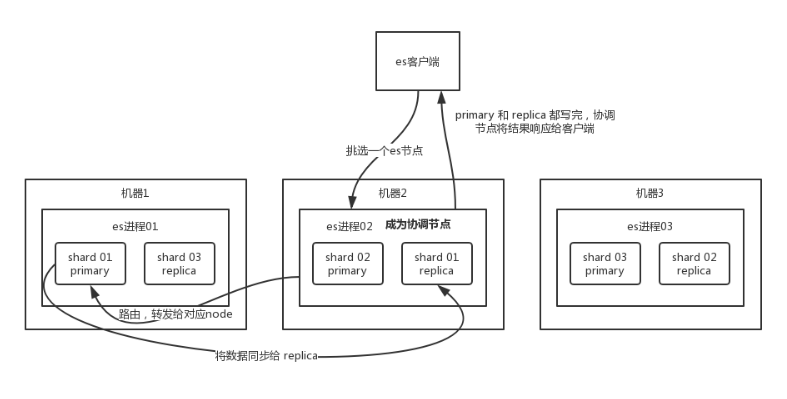 es客户端
primary 和 replica 都写完，协调
节点将结果响应给客户端
挑选一个es节点
机器1
机器2
机器3
es进程01
es进程02
成为协调节点
es进程03
shard 01
primary
shard 03
replica
shard 02
primary
shard 01
replica
shard 03
primary
shard 02
replica
路由，转发给对应node
将数据同步给 replica